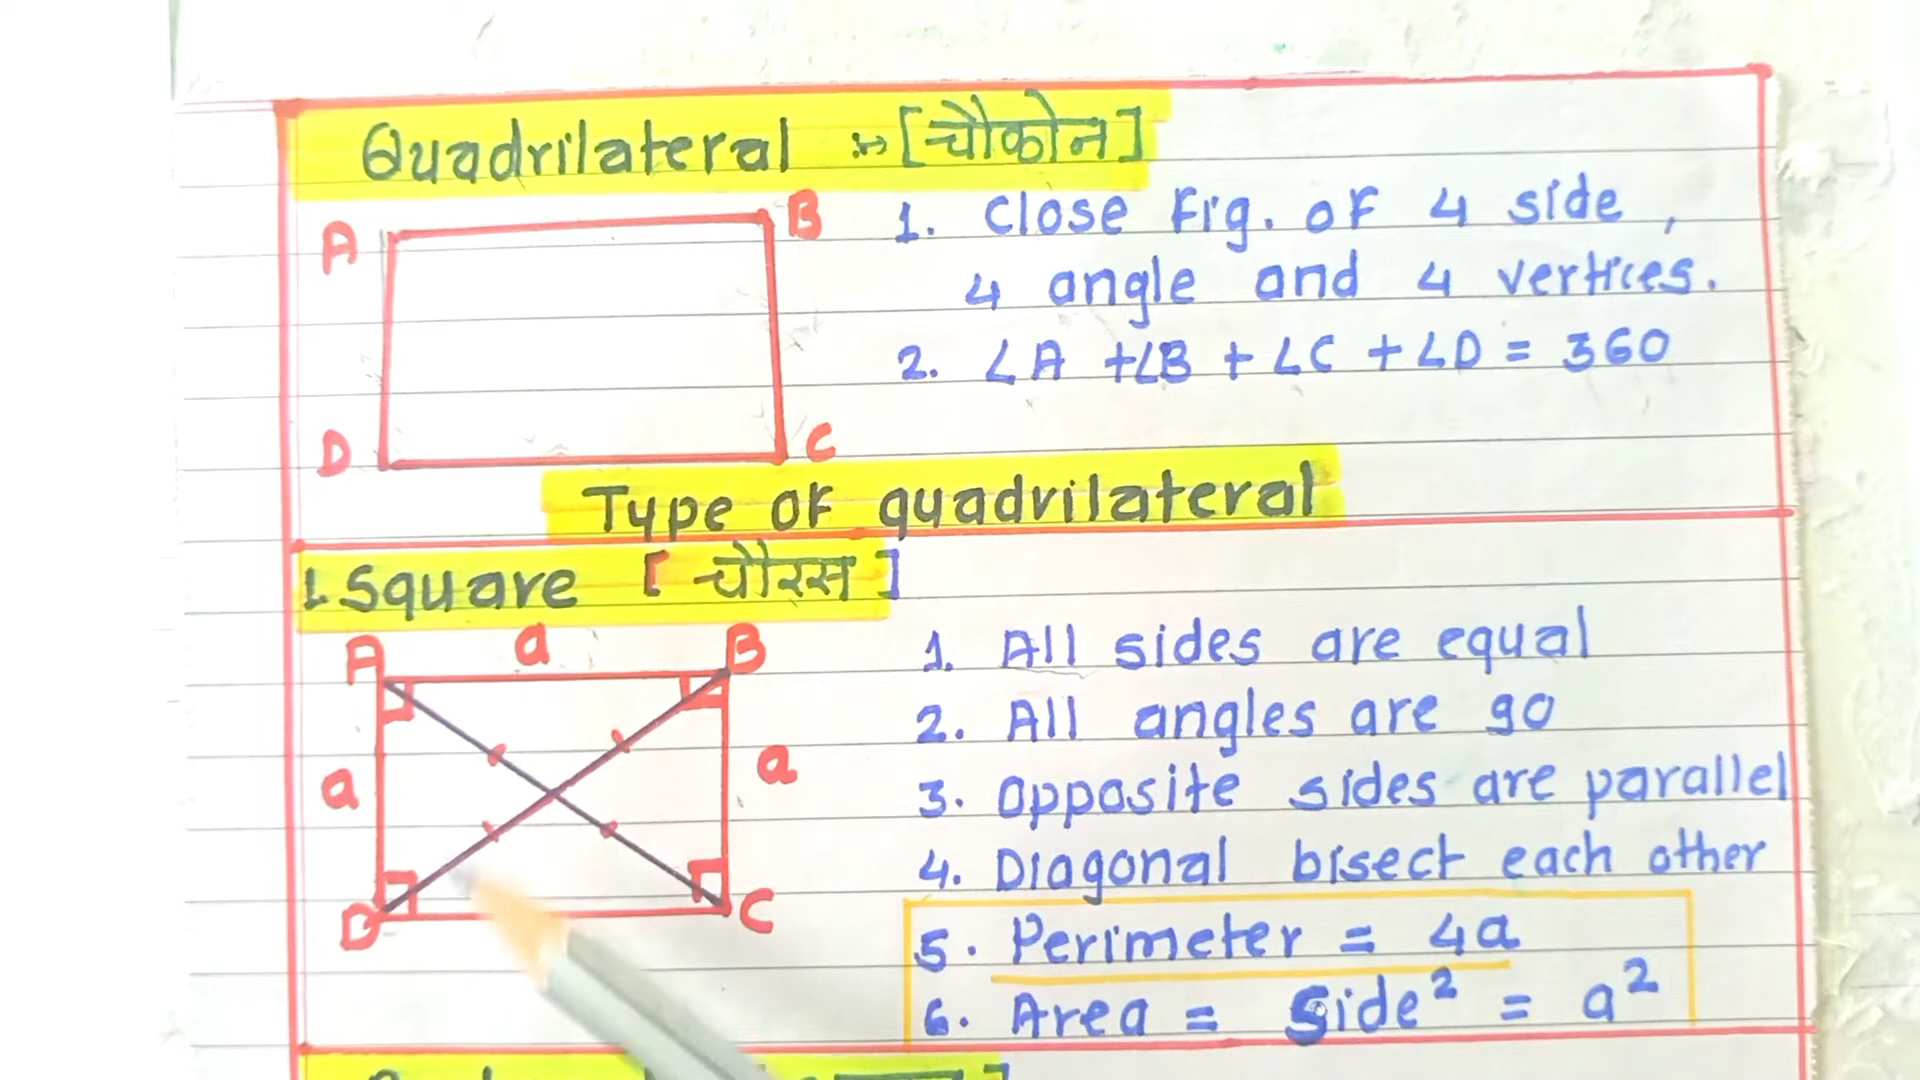 Quadrilateral :→ [चौकोन]
A
B
D
C
1. Close Fig. of 4 side ,
4 angle and 4 vertices.
2. ∠A +∠B + ∠C + ∠D = 360
Type of quadrilateral
1. Square [ चौरस ]
A
a
B
a
a
D
C
1. All sides are equal
2. All angles are 90
3. Opposite sides are parallel
4. Diagonal bisect each other
5. Perimeter = 4a
6. Area = Side² = a²